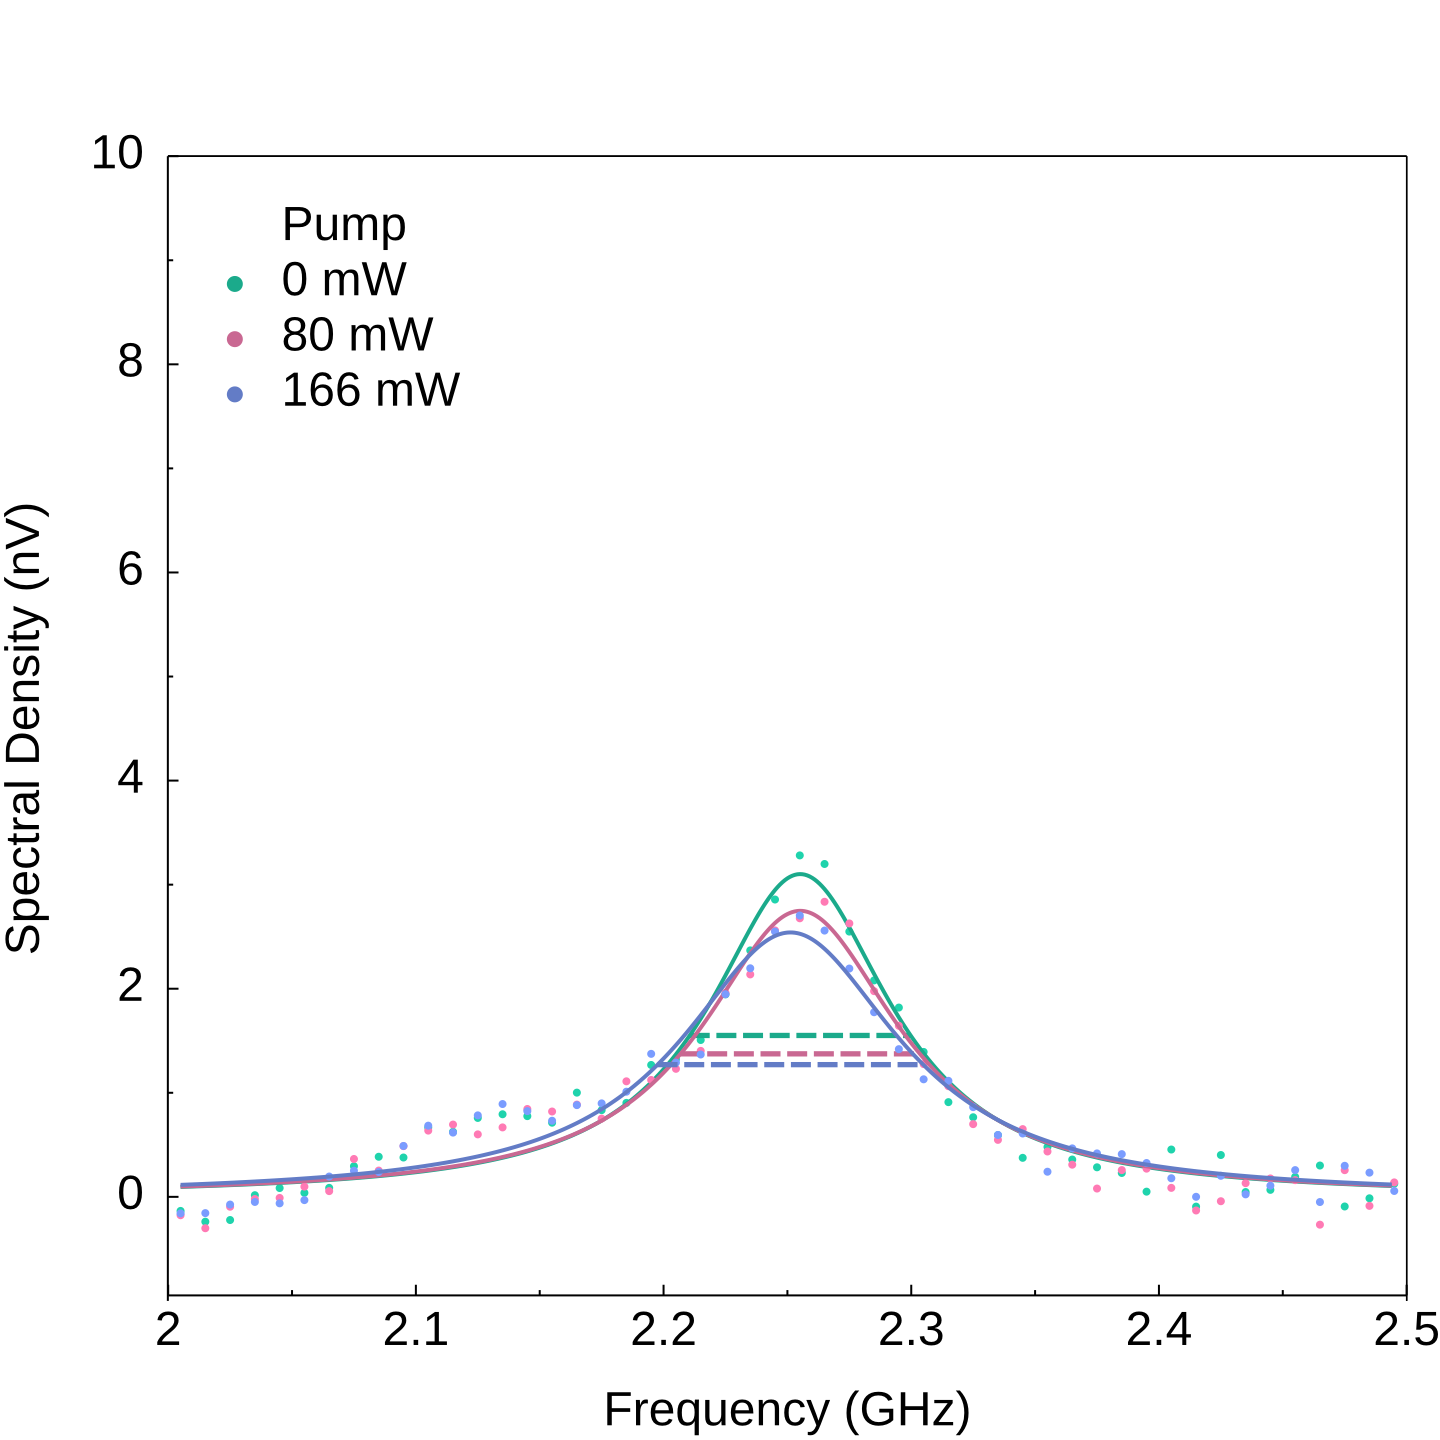 10
8
6
4
2
0
Spectral Density (nV)
Pump
0 mW
80 mW
166 mW
2 2.1 2.2 2.3 2.4 2.5
Frequency (GHz)